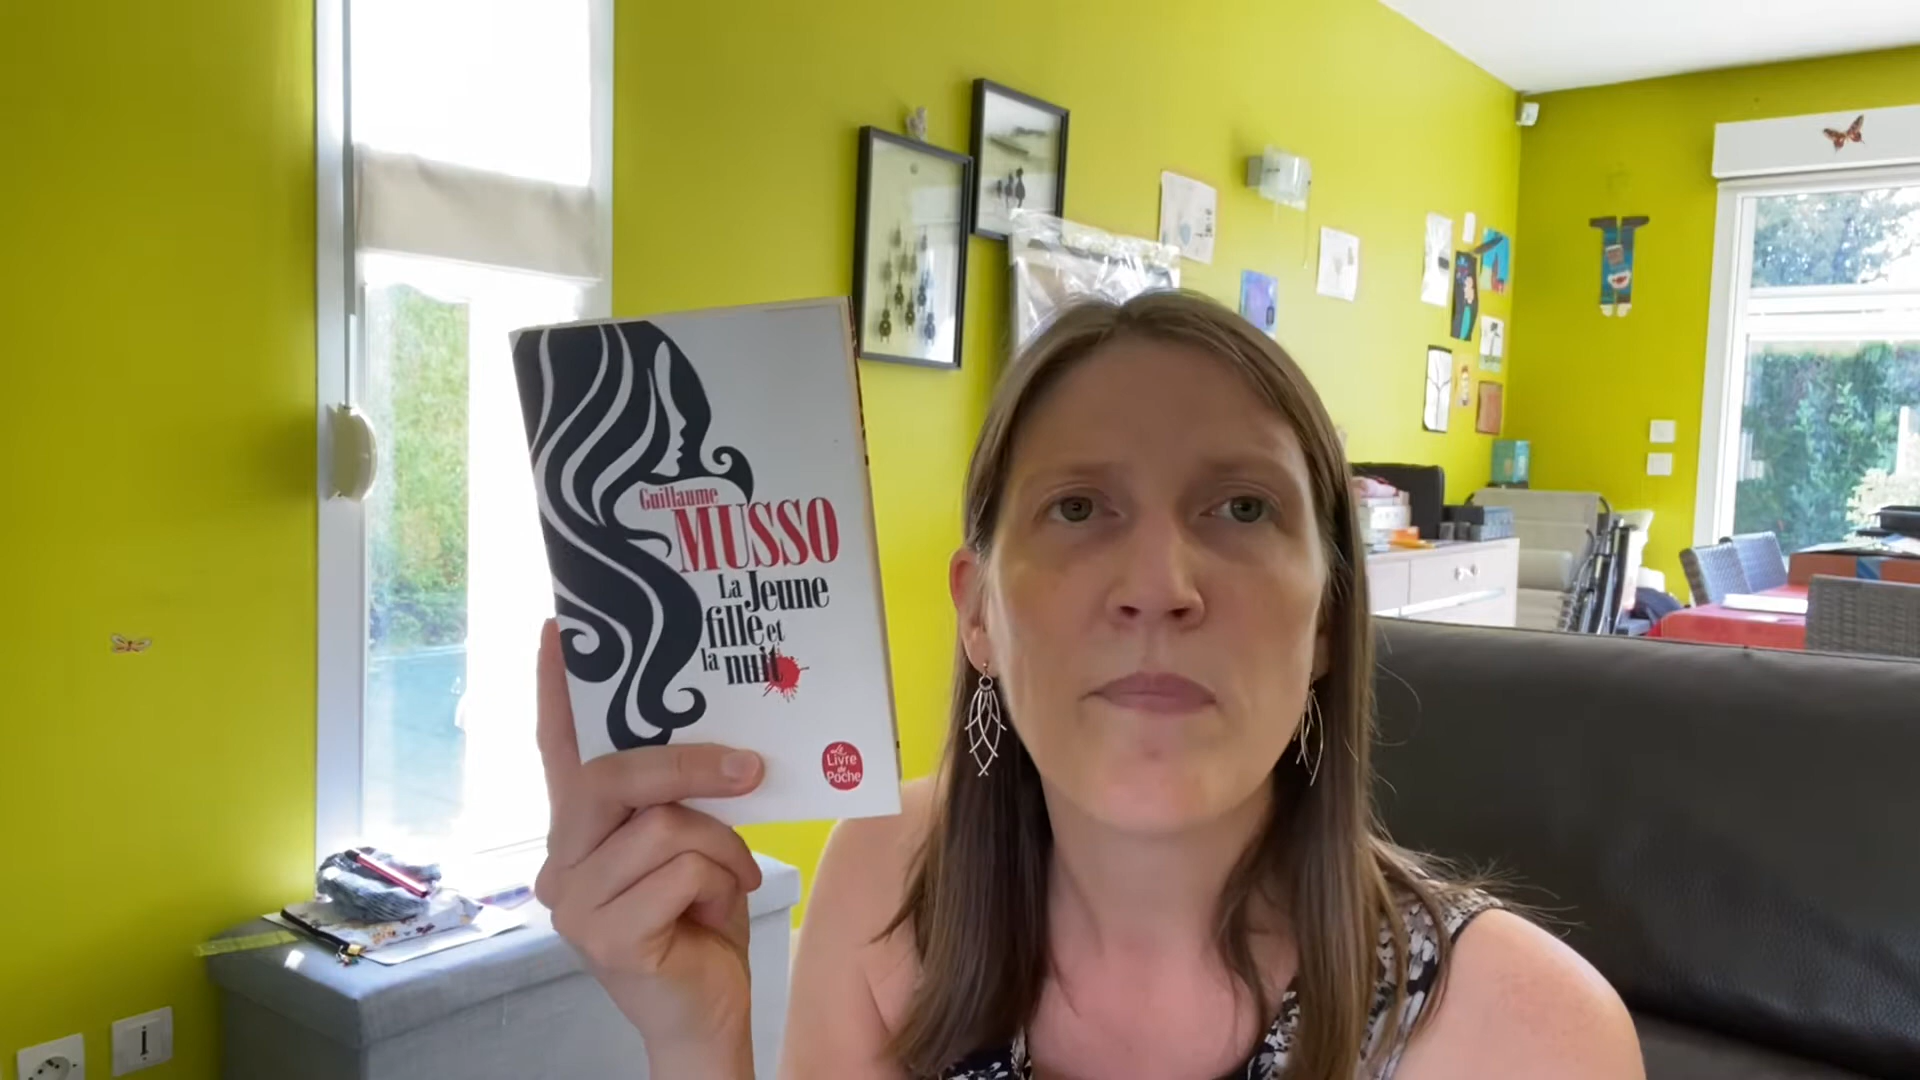 Guillaume
MUSSO
La Jeune
fille et
la nuit
Le
Livre
de
Poche